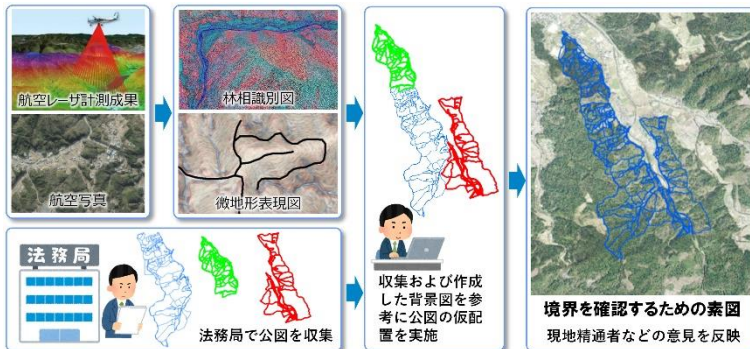 航空レーザ計測成果
航空写真
林相識別図
微地形表現図
法務局
法務局で公図を収集
収集および作成
した背景図を参
考に公図の仮配
置を実施
境界を確認するための素図
現地精通者などの意見を反映